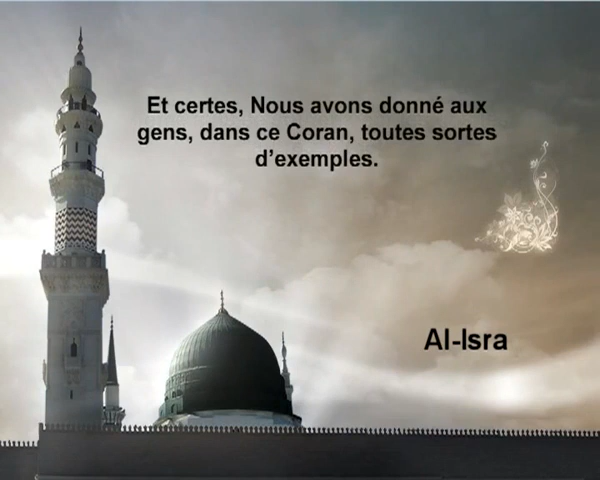 Et certes, Nous avons donné aux
gens, dans ce Coran, toutes sortes
d’exemples.
Al-Isra